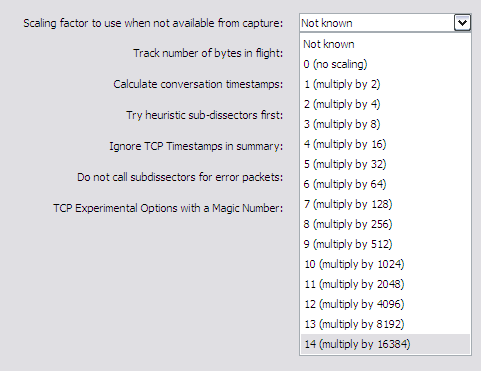 Scaling factor to use when not available from capture: Not known
Not known
Track number of bytes in flight:
0 (no scaling)
Calculate conversation timestamps:
1 (multiply by 2)
2 (multiply by 4)
Try heuristic sub-dissectors first:
3 (multiply by 8)
Ignore TCP Timestamps in summary:
4 (multiply by 16)
5 (multiply by 32)
Do not call subdissectors for error packets:
6 (multiply by 64)
TCP Experimental Options with a Magic Number:
7 (multiply by 128)
8 (multiply by 256)
9 (multiply by 512)
10 (multiply by 1024)
11 (multiply by 2048)
12 (multiply by 4096)
13 (multiply by 8192)
14 (multiply by 16384)